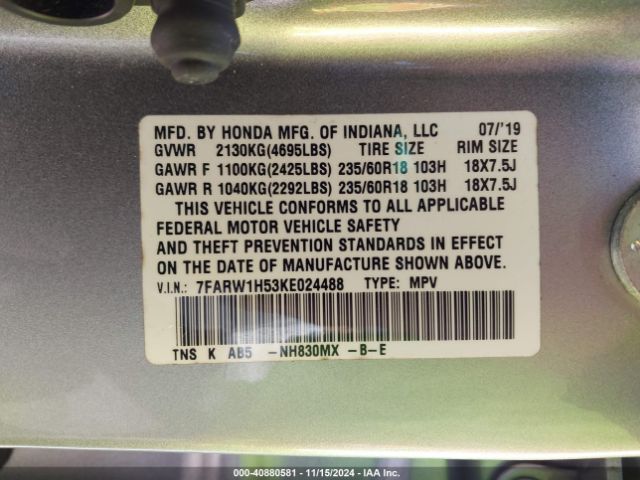 MFD. BY HONDA MFG. OF INDIANA, LLC 07/'19
GVWR 2130KG(4695LBS) TIRE SIZE RIM SIZE
GAWR F 1100KG(2425LBS) 235/60R18 103H 18X7.5J
GAWR R 1040KG(2292LBS) 235/60R18 103H 18X7.5J
THIS VEHICLE CONFORMS TO ALL APPLICABLE
FEDERAL MOTOR VEHICLE SAFETY
AND THEFT PREVENTION STANDARDS IN EFFECT
ON THE DATE OF MANUFACTURE SHOWN ABOVE.
V.I.N.: 7FARW1H53KE024488 TYPE: MPV
TNS K AB5 -NH830MX -B-E
000-40880581 - 11/15/2024 - IAA Inc.